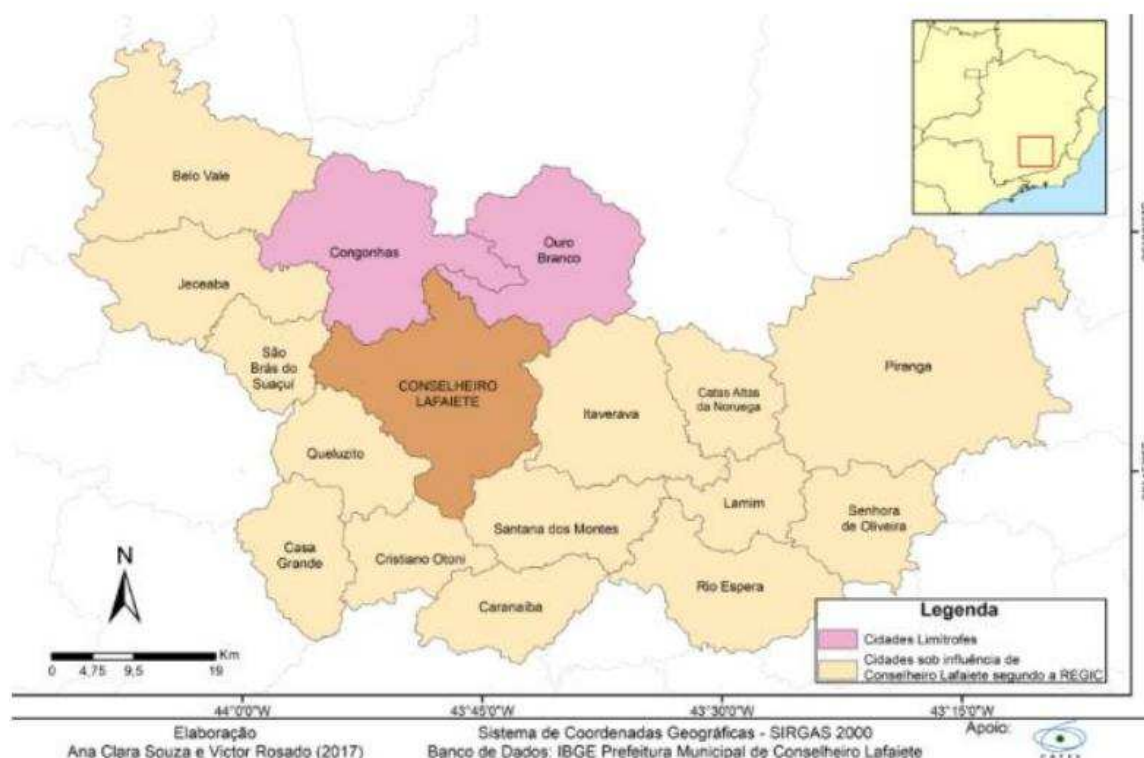 Belo Vale
Congonhas
Ouro
Branco
Jeceaba
São
Brás do
Suaçuí
CONSELHEIRO
LAFAIETE
Itaverava
Catas Altas
da Noruega
Piranga
Queluzito
Lamim
Senhora
de Oliveira
Santana dos Montes
Casa
Grande
Cristiano Otoni
Rio Espera
Caranaíba
N
Km
0 4,75 9,5 19
Legenda
Cidades Limítrofes
Cidades sob influência de
Conselheiro Lafaiete segundo a REGIC
44°0'0"W 43°45'0"W 43°30'0"W 43°15'0"W
Elaboração
Ana Clara Souza e Victor Rosado (2017)
Sistema de Coordenadas Geográficas - SIRGAS 2000
Banco de Dados: IBGE Prefeitura Municipal de Conselheiro Lafaiete
Apoio: